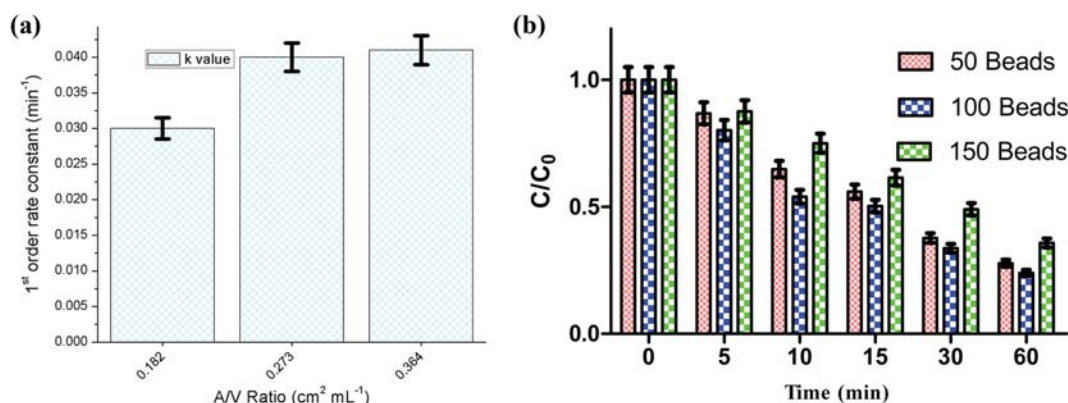 (a)
0.040
0.035
0.030
0.025
0.020
0.015
0.010
0.005
0.000
1st order rate constant (min-1)
k value
0.182
0.273
0.364
A/V Ratio (cm2 mL-1)
(b)
1.0
0.5
0.0
C/C0
50 Beads
100 Beads
150 Beads
0 5 10 15 30 60
Time (min)